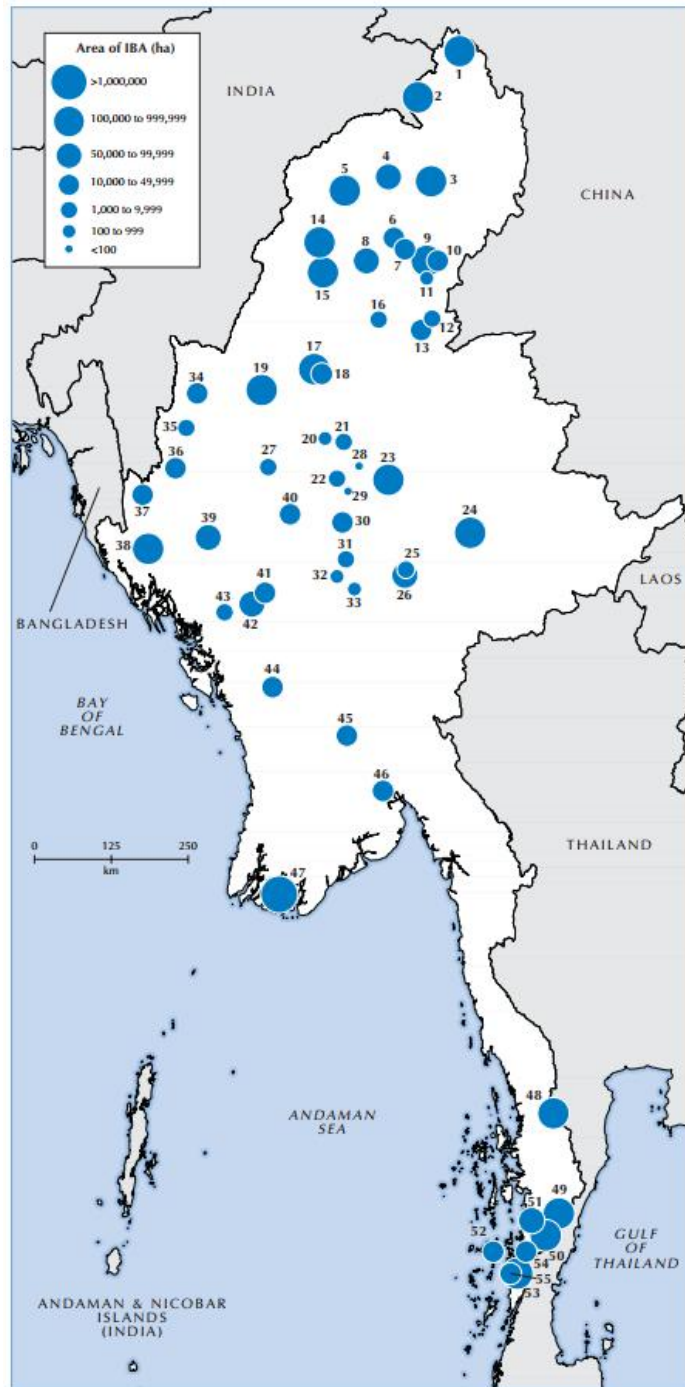 Area of IBA (ha)
>1,000,000
100,000 to 999,999
50,000 to 99,999
10,000 to 49,999
1,000 to 9,999
100 to 999
<100
INDIA
CHINA
1
2
3
4
5
6
7
8
9
10
11
12
13
14
15
16
17
18
19
20
21
22
23
24
25
26
27
28
29
30
31
32
33
34
35
36
37
38
39
40
41
42
43
BANGLADESH
LAOS
BAY
OF
BENGAL
44
45
46
THAILAND
0 125 250
km
47
ANDAMAN
SEA
48
49
50
51
52
53
54
55
GULF
OF
THAILAND
ANDAMAN & NICOBAR
ISLANDS
(INDIA)